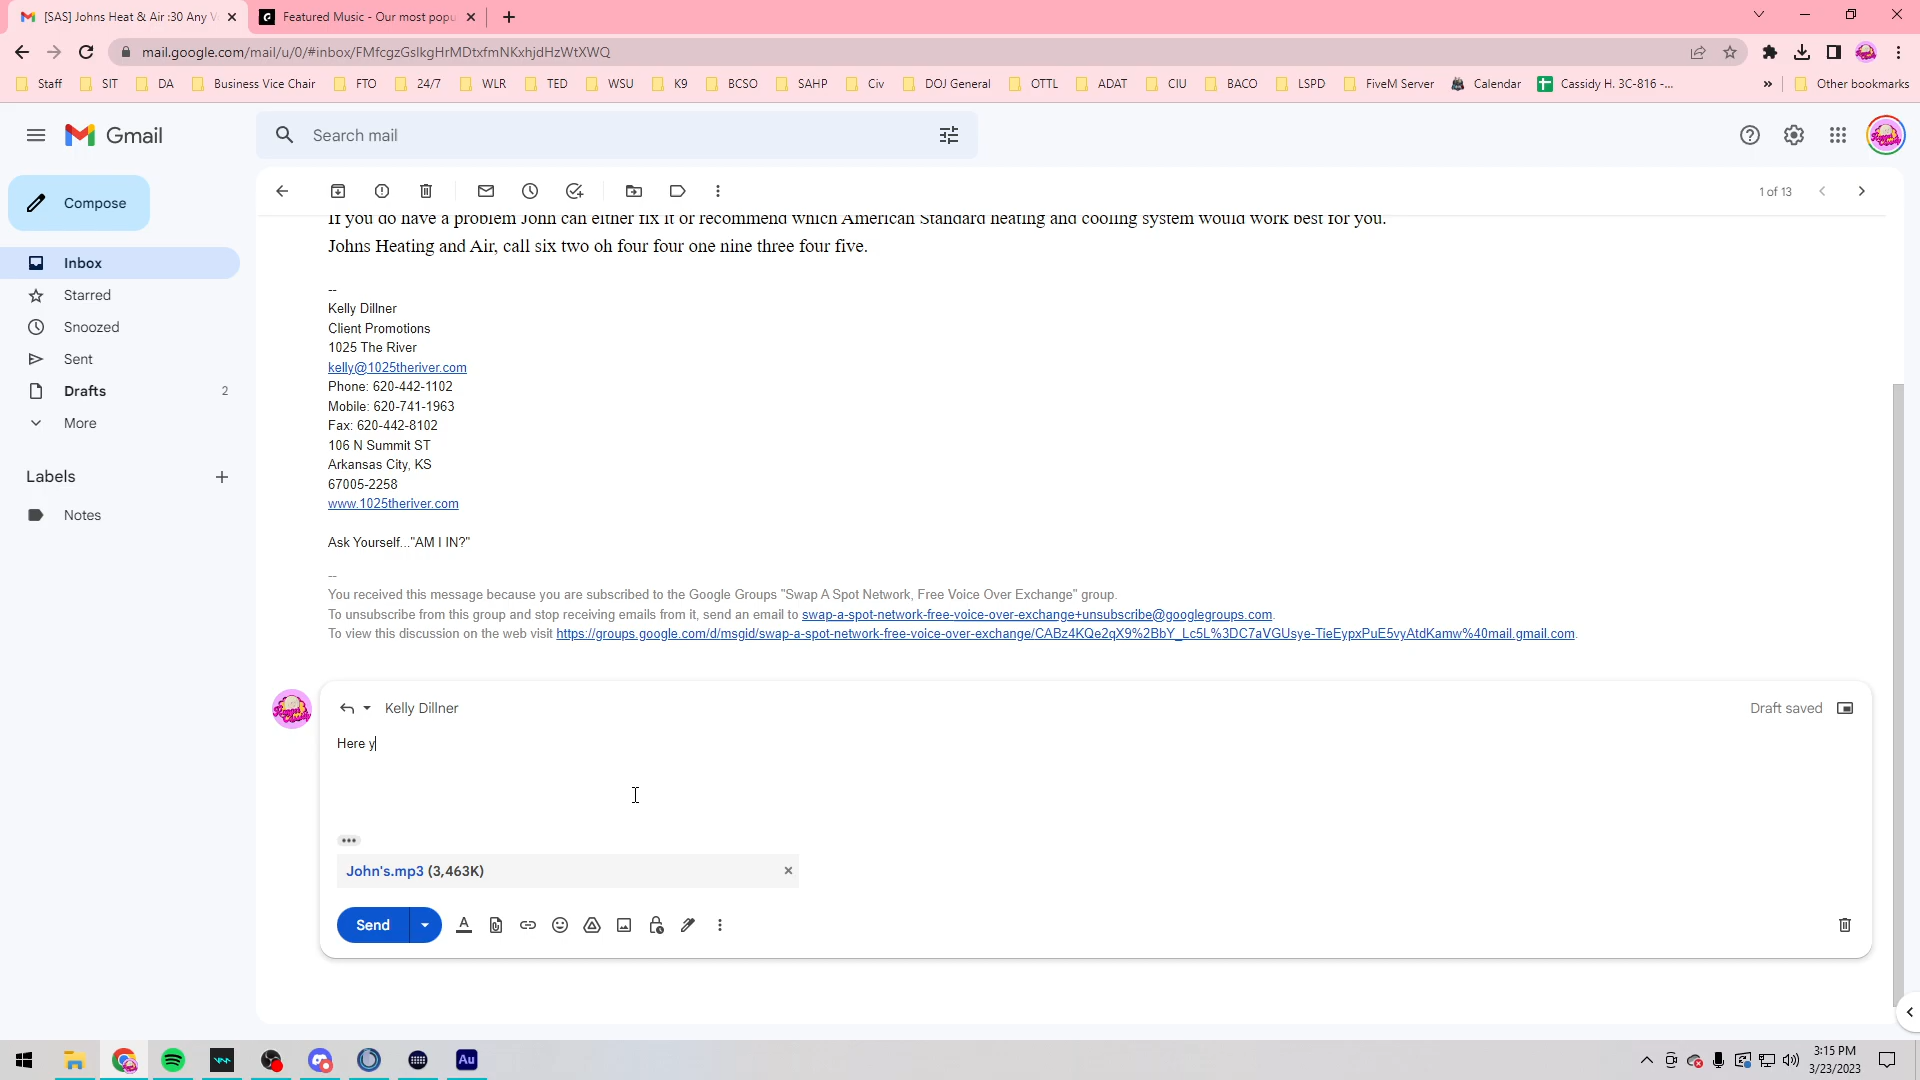 [SAS] Johns Heat & Air :30 Any V
Featured Music - Our most popu
mail.google.com/mail/u/0/#inbox/FMfcgzGslkgHrMDtxfmNKxhjdHzWtXWQ
Staff
SIT
DA
Business Vice Chair
FTO
24/7
WLR
TED
WSU
K9
BCSO
SAHP
Civ
DOJ General
OTTL
ADAT
CIU
BACO
LSPD
FiveM Server
Calendar
Cassidy H. 3C-816 -...
»
Other bookmarks
Gmail
Search mail
Compose
1 of 13
Inbox
Starred
Snoozed
Sent
Drafts 2
More
Labels
Notes
If you do have a problem John can either fix it or recommend which American Standard heating and cooling system would work best for you.
Johns Heating and Air, call six two oh four four one nine three four five.
--
Kelly Dillner
Client Promotions
1025 The River
kelly@1025theriver.com
Phone: 620-442-1102
Mobile: 620-741-1963
Fax: 620-442-8102
106 N Summit ST
Arkansas City, KS
67005-2258
www.1025theriver.com
Ask Yourself..."AM I IN?"
--
You received this message because you are subscribed to the Google Groups "Swap A Spot Network, Free Voice Over Exchange" group.
To unsubscribe from this group and stop receiving emails from it, send an email to swap-a-spot-network-free-voice-over-exchange+unsubscribe@googlegroups.com.
To view this discussion on the web visit https://groups.google.com/d/msgid/swap-a-spot-network-free-voice-over-exchange/CABz4KQe2qX9%2BbY_Lc5L%3DC7aVGUsye-TieEypxPuE5vyAtdKamw%40mail.gmail.com.
Kelly Dillner
Draft saved
Here y
John's.mp3 (3,463K)
Send
Au
3:15 PM
3/23/2023